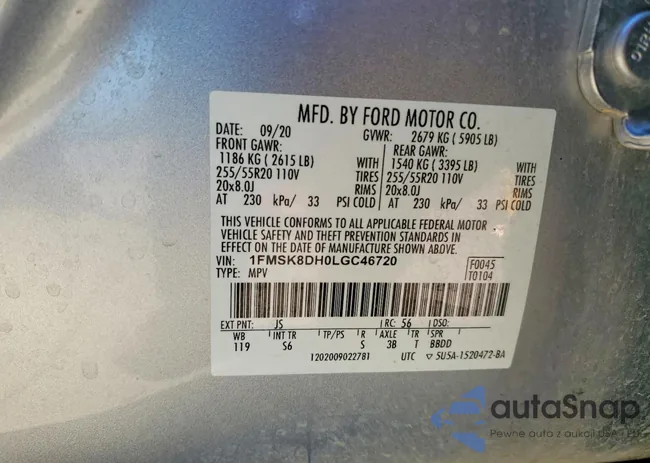 MFD. BY FORD MOTOR CO.
DATE: 09/20 GVWR: 2679 KG ( 5905 LB)
FRONT GAWR: REAR GAWR:
1186 KG ( 2615 LB) WITH 1540 KG ( 3395 LB) WITH
255/55R20 110V TIRES 255/55R20 110V TIRES
20x8.0J RIMS 20x8.0J RIMS
AT 230 kPa/ 33 PSI COLD AT 230 kPa/ 33 PSI COLD
THIS VEHICLE CONFORMS TO ALL APPLICABLE FEDERAL MOTOR
VEHICLE SAFETY AND THEFT PREVENTION STANDARDS IN
EFFECT ON THE DATE OF MANUFACTURE SHOWN ABOVE.
VIN: 1FMSK8DH0LGC46720 F0045
TYPE: MPV T0104
EXT PNT: JS RC: 56 DSO:
WB INT TR TP/PS R AXLE TR SPR
119 S6 S 3B T BBDD
1202009022781 UTC 5U5A-1520472-BA
autaSnap
Pewne auta z aukcji USA